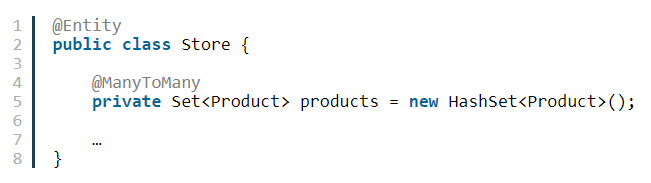 1 @Entity
2 public class Store {
3
4     @ManyToMany
5     private Set<Product> products = new HashSet<Product>();
6
7     …
8 }